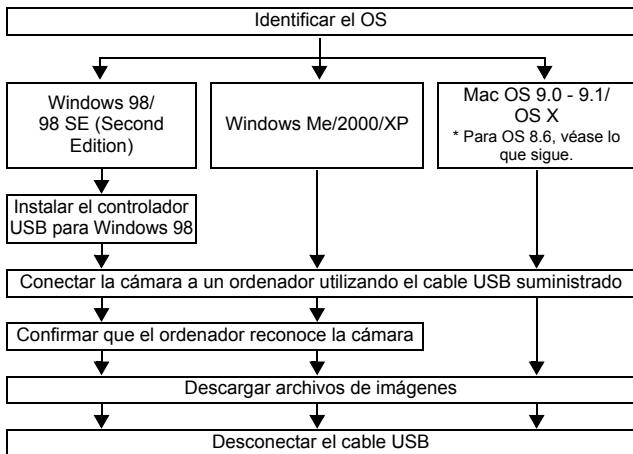 Identificar el OS
Windows 98/
98 SE (Second
Edition)
Windows Me/2000/XP
Mac OS 9.0 - 9.1/
OS X
* Para OS 8.6, véase lo
que sigue.
Instalar el controlador
USB para Windows 98
Conectar la cámara a un ordenador utilizando el cable USB suministrado
Confirmar que el ordenador reconoce la cámara
Descargar archivos de imágenes
Desconectar el cable USB